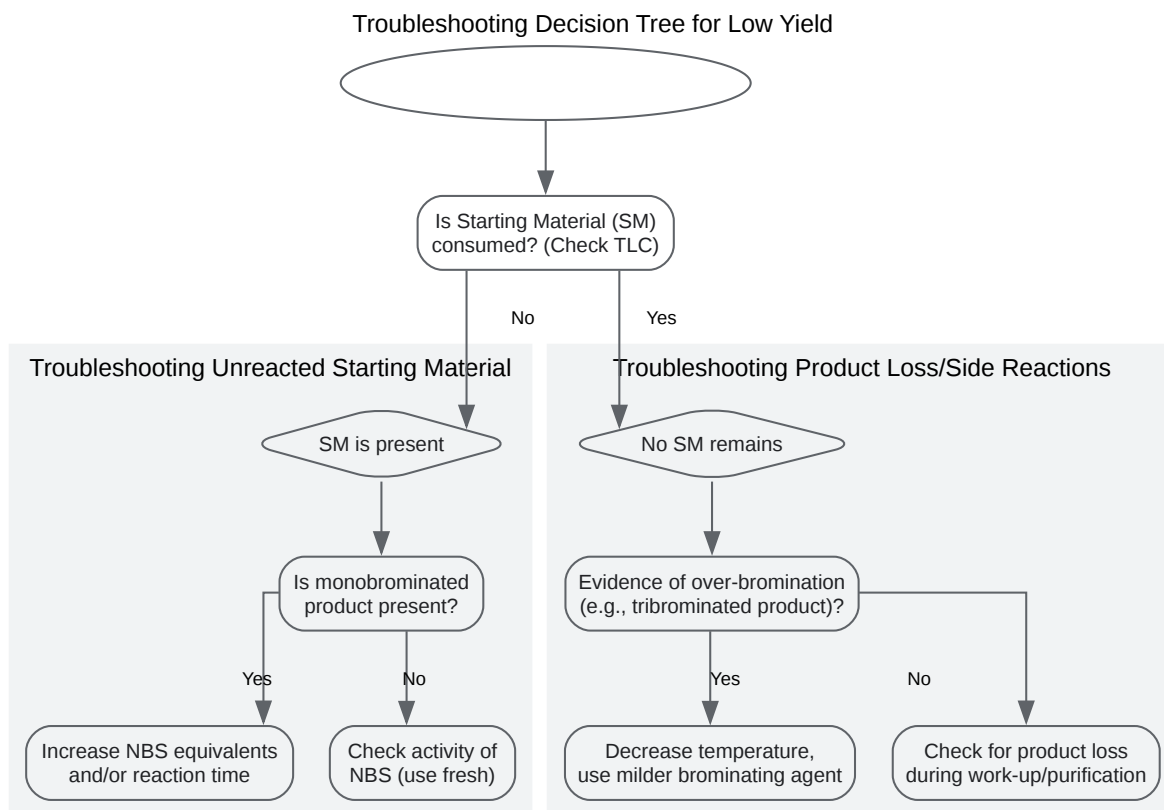 Troubleshooting Decision Tree for Low Yield
Is Starting Material (SM)
consumed? (Check TLC)
No
Yes
Troubleshooting Unreacted Starting Material
Troubleshooting Product Loss/Side Reactions
SM is present
No SM remains
Is monobrominated
product present?
Evidence of over-bromination
(e.g., tribrominated product)?
Yes
No
Yes
No
Increase NBS equivalents
and/or reaction time
Check activity of
NBS (use fresh)
Decrease temperature,
use milder brominating agent
Check for product loss
during work-up/purification